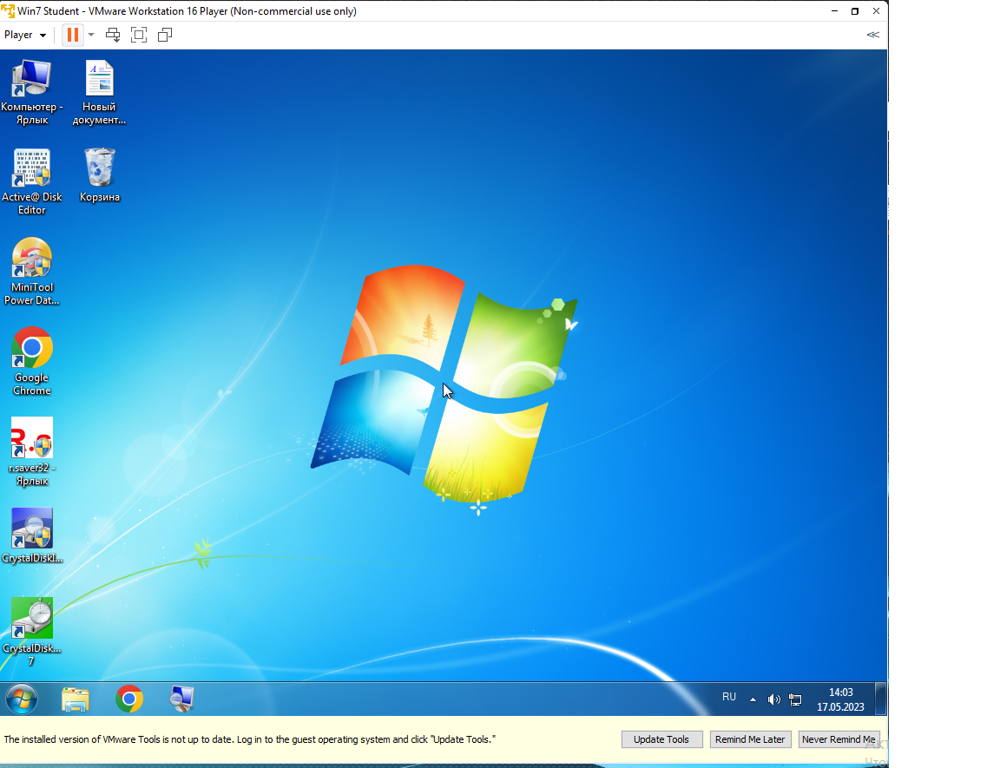 Win7 Student - VMware Workstation 16 Player (Non-commercial use only)
Player
Компьютер -
Ярлык
Новый
документ...
Active@ Disk
Editor
Корзина
MiniTool
Power Dat...
Google
Chrome
r.saver32 -
Ярлык
CrystalDiskI...
CrystalDisk...
7
RU
14:03
17.05.2023
The installed version of VMware Tools is not up to date. Log in to the guest operating system and click "Update Tools."
Update Tools
Remind Me Later
Never Remind Me